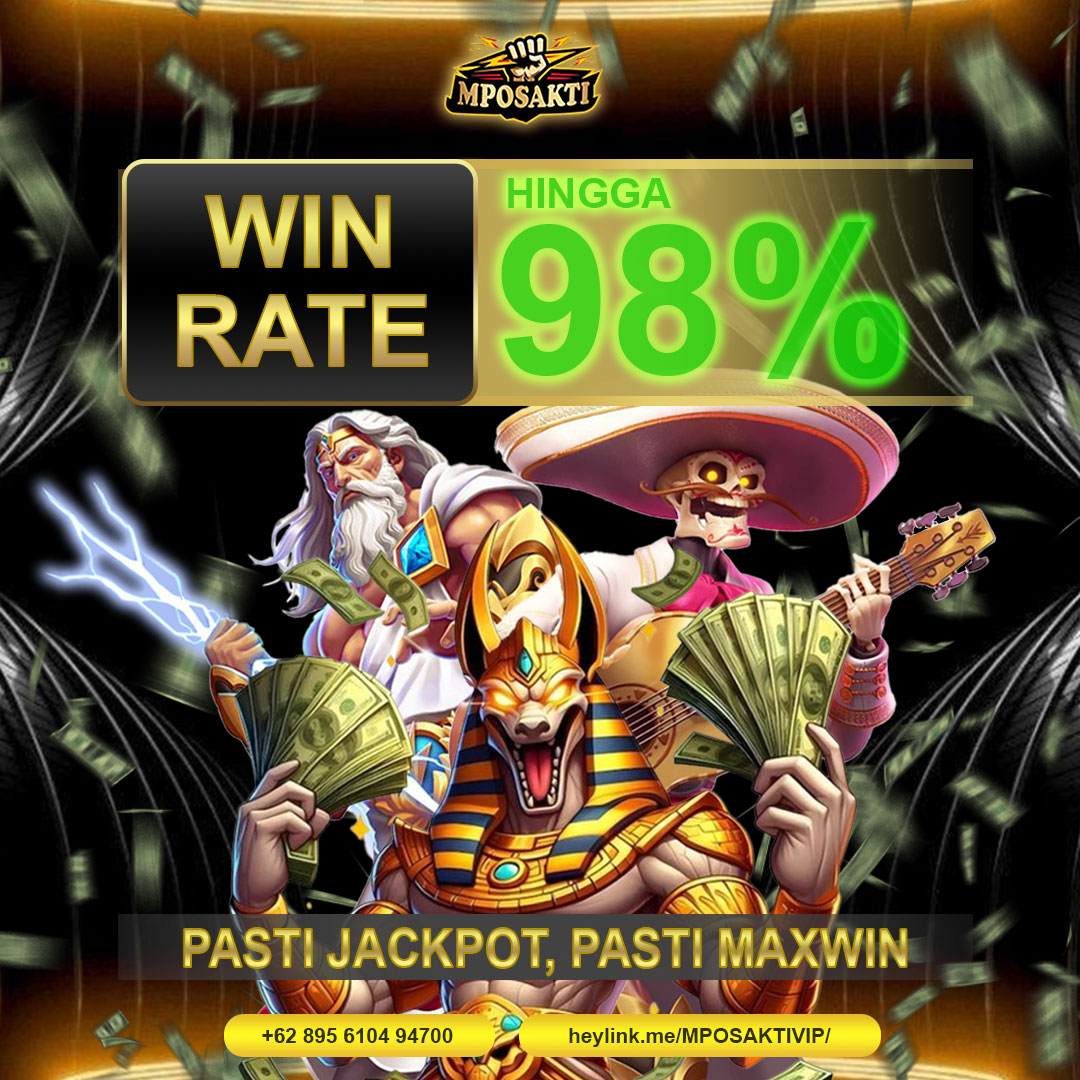 MPOSAKTI
WIN
RATE
HINGGA
98%
PASTI JACKPOT, PASTI MAXWIN
+62 895 6104 94700
heylink.me/MPOSAKTIVIP/